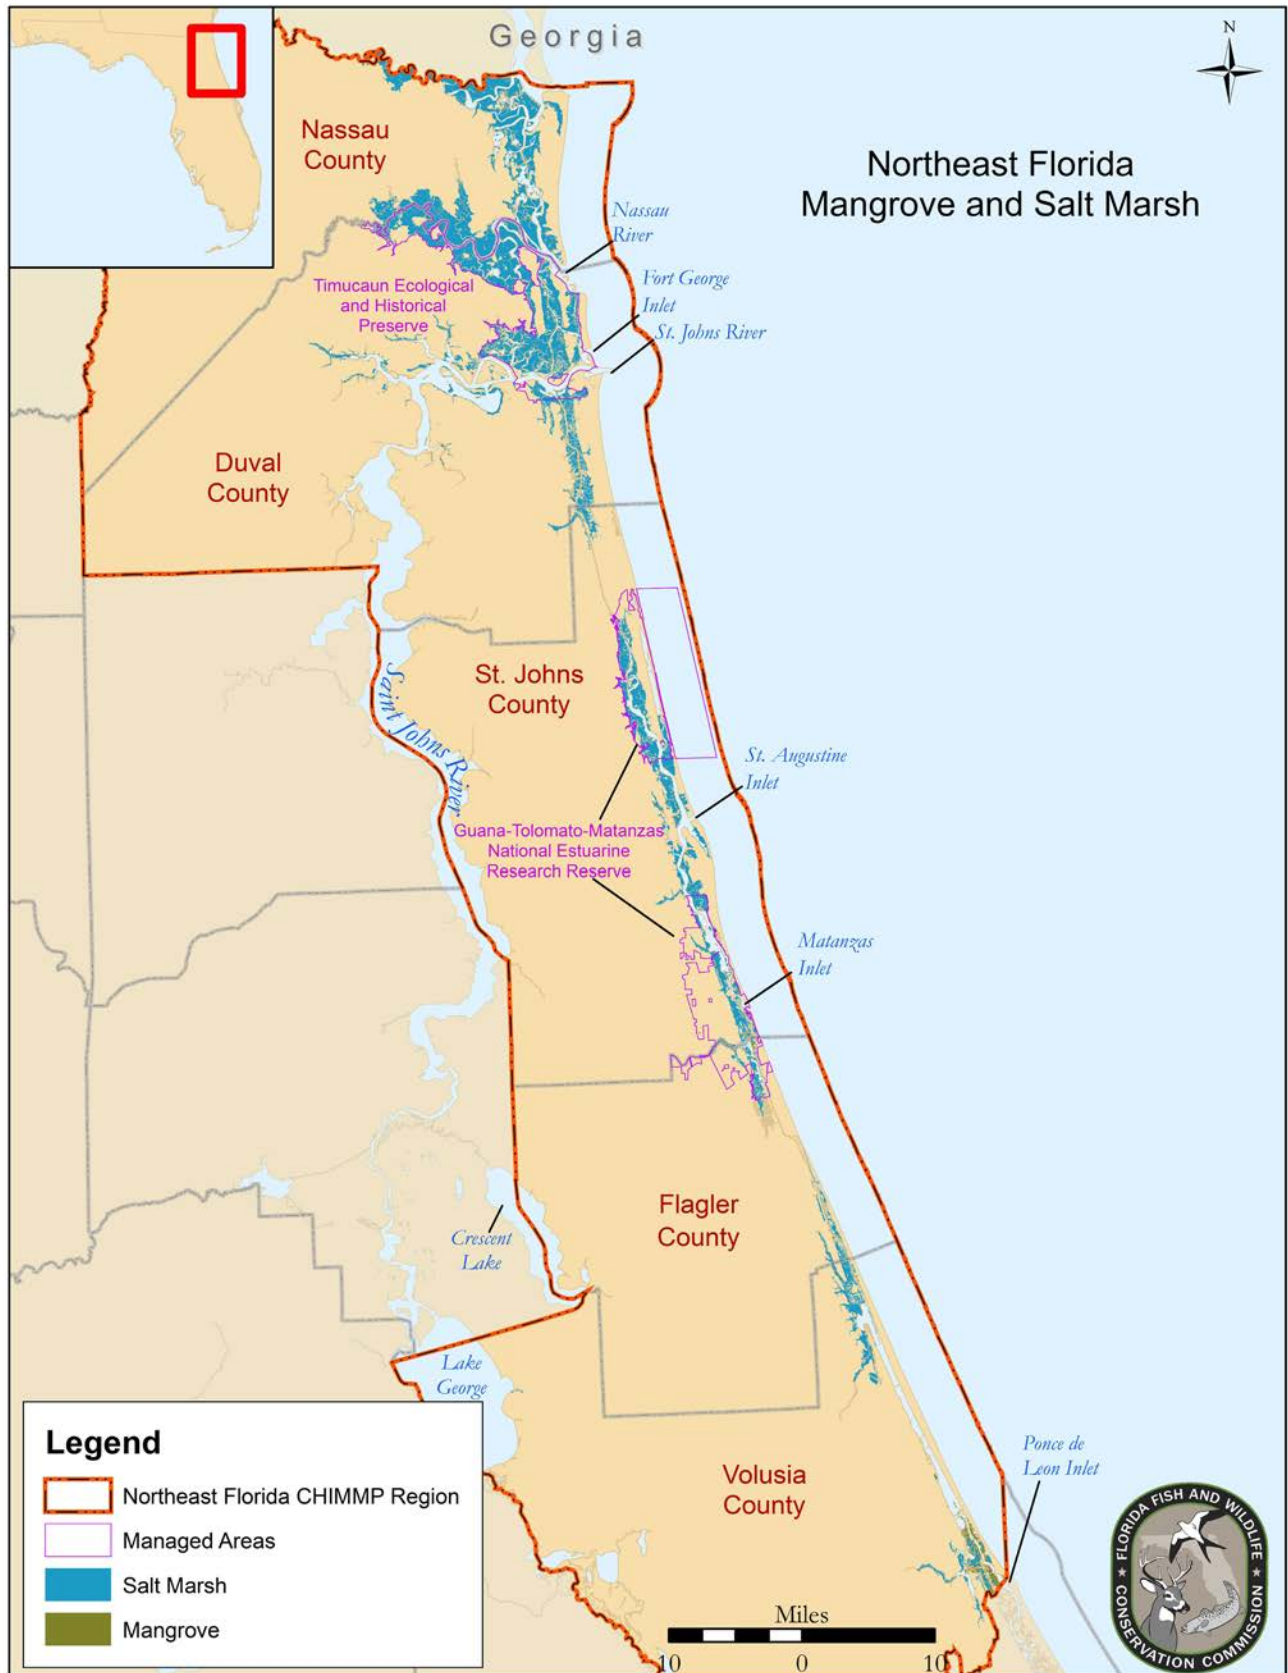 Georgia
N
Nassau
County
Northeast Florida
Mangrove and Salt Marsh
Nassau
River
Fort George
Inlet
St. Johns River
Timucaun Ecological
and Historical
Preserve
Duval
County
St. Johns
County
Saint Johns River
St. Augustine
Inlet
Guana-Tolomato-Matanzas
National Estuarine
Research Reserve
Matanzas
Inlet
Flagler
County
Crescent
Lake
Lake
George
Volusia
County
Ponce de
Leon Inlet
Legend
Northeast Florida CHIMMP Region
Managed Areas
Salt Marsh
Mangrove
Miles
10 0 10
FLORIDA FISH AND WILDLIFE
CONSERVATION COMMISSION